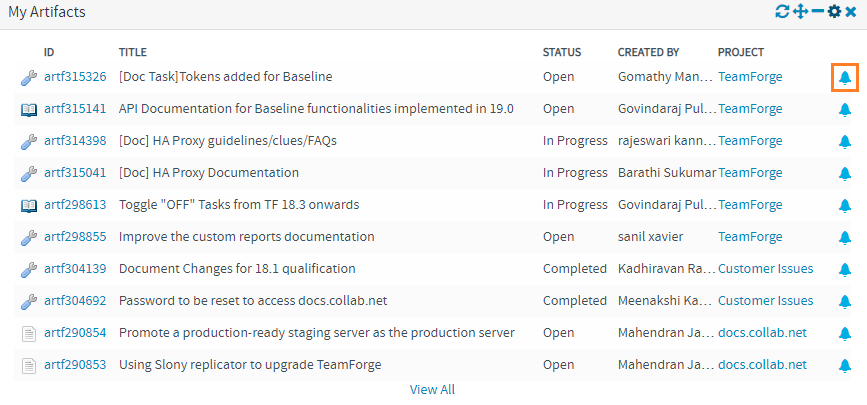 My Artifacts
ID TITLE STATUS CREATED BY PROJECT
artf315326 [Doc Task]Tokens added for Baseline Open Gomathy Man... TeamForge
artf315141 API Documentation for Baseline functionalities implemented in 19.0 Open Govindaraj Pul... TeamForge
artf314398 [Doc] HA Proxy guidelines/clues/FAQs In Progress rajeswari kann... TeamForge
artf315041 [Doc] HA Proxy Documentation In Progress Barathi Sukumar TeamForge
artf298613 Toggle "OFF" Tasks from TF 18.3 onwards In Progress Govindaraj Pul... TeamForge
artf298855 Improve the custom reports documentation Open sanil xavier TeamForge
artf304139 Document Changes for 18.1 qualification Completed Kadhiravan Ra... Customer Issues
artf304692 Password to be reset to access docs.collab.net Completed Meenakshi Ka... Customer Issues
artf290854 Promote a production-ready staging server as the production server Open Mahendran Ja... docs.collab.net
artf290853 Using Slony replicator to upgrade TeamForge Open Mahendran Ja... docs.collab.net
View All